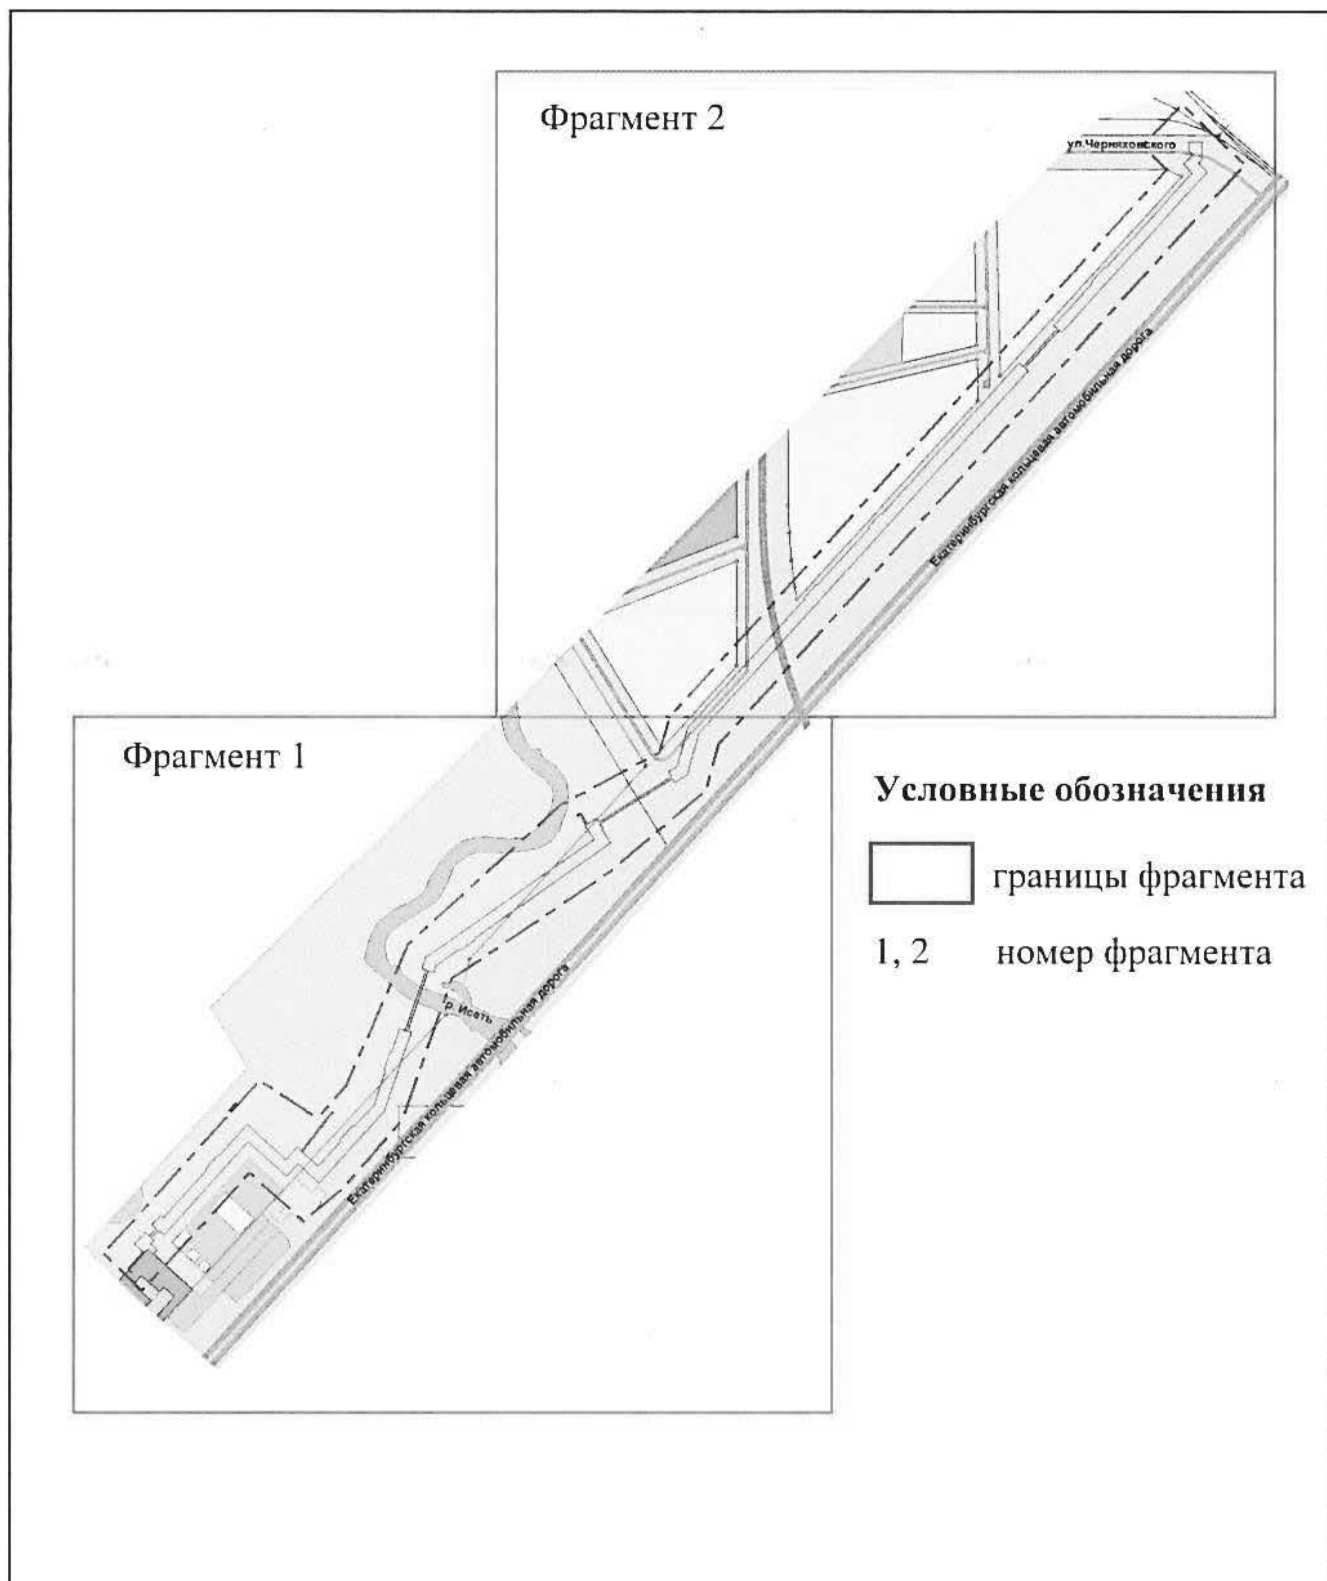 Фрагмент 2
ул.Черняховского
Екатеринбургская кольцевая автомобильная дорога
Фрагмент 1
Условные обозначения
границы фрагмента
1, 2 номер фрагмента
р. Исеть
Екатеринбургская кольцевая автомобильная дорога